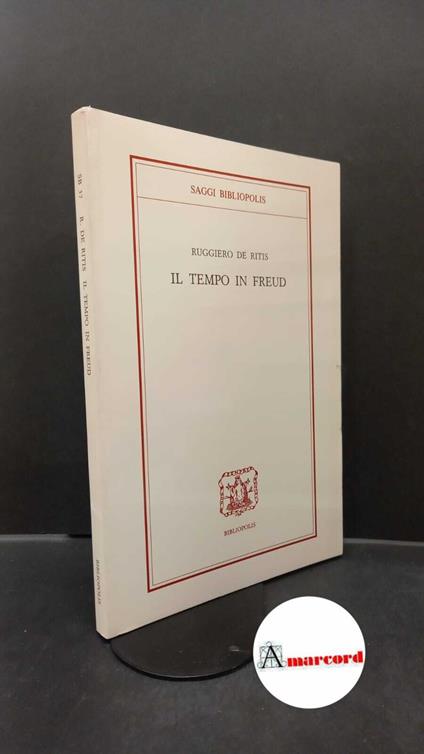 SB 37 R. DE RITIS IL TEMPO IN FREUD BIBLIOPOLIS
SAGGI BIBLIOPOLIS
RUGGIERO DE RITIS
IL TEMPO IN FREUD
BIBLIOPOLIS
Amarcord